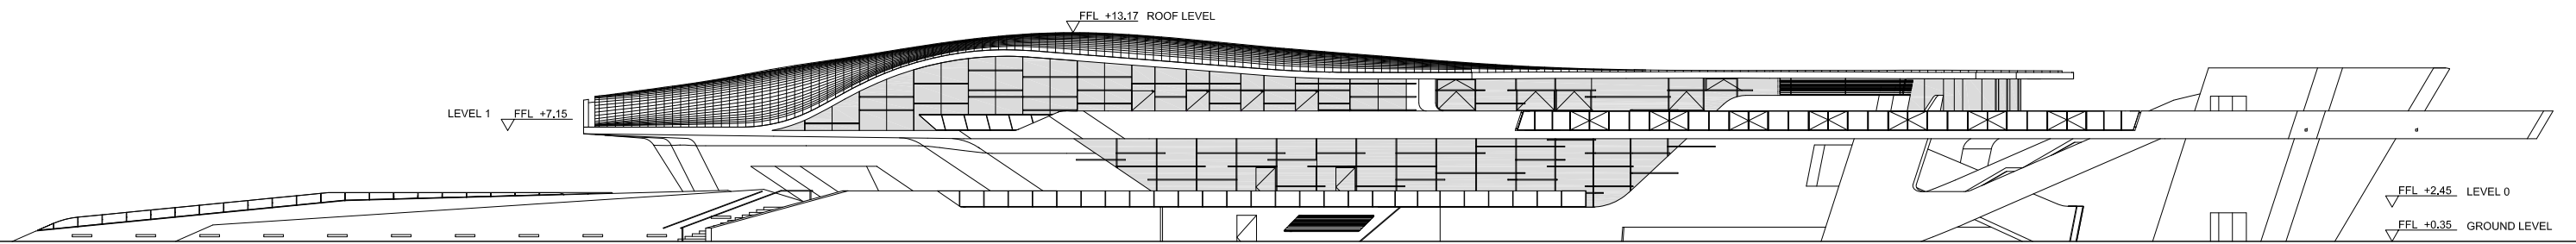 FFL +13.17 ROOF LEVEL
LEVEL 1 FFL +7.15
FFL +2.45 LEVEL 0
FFL +0.35 GROUND LEVEL